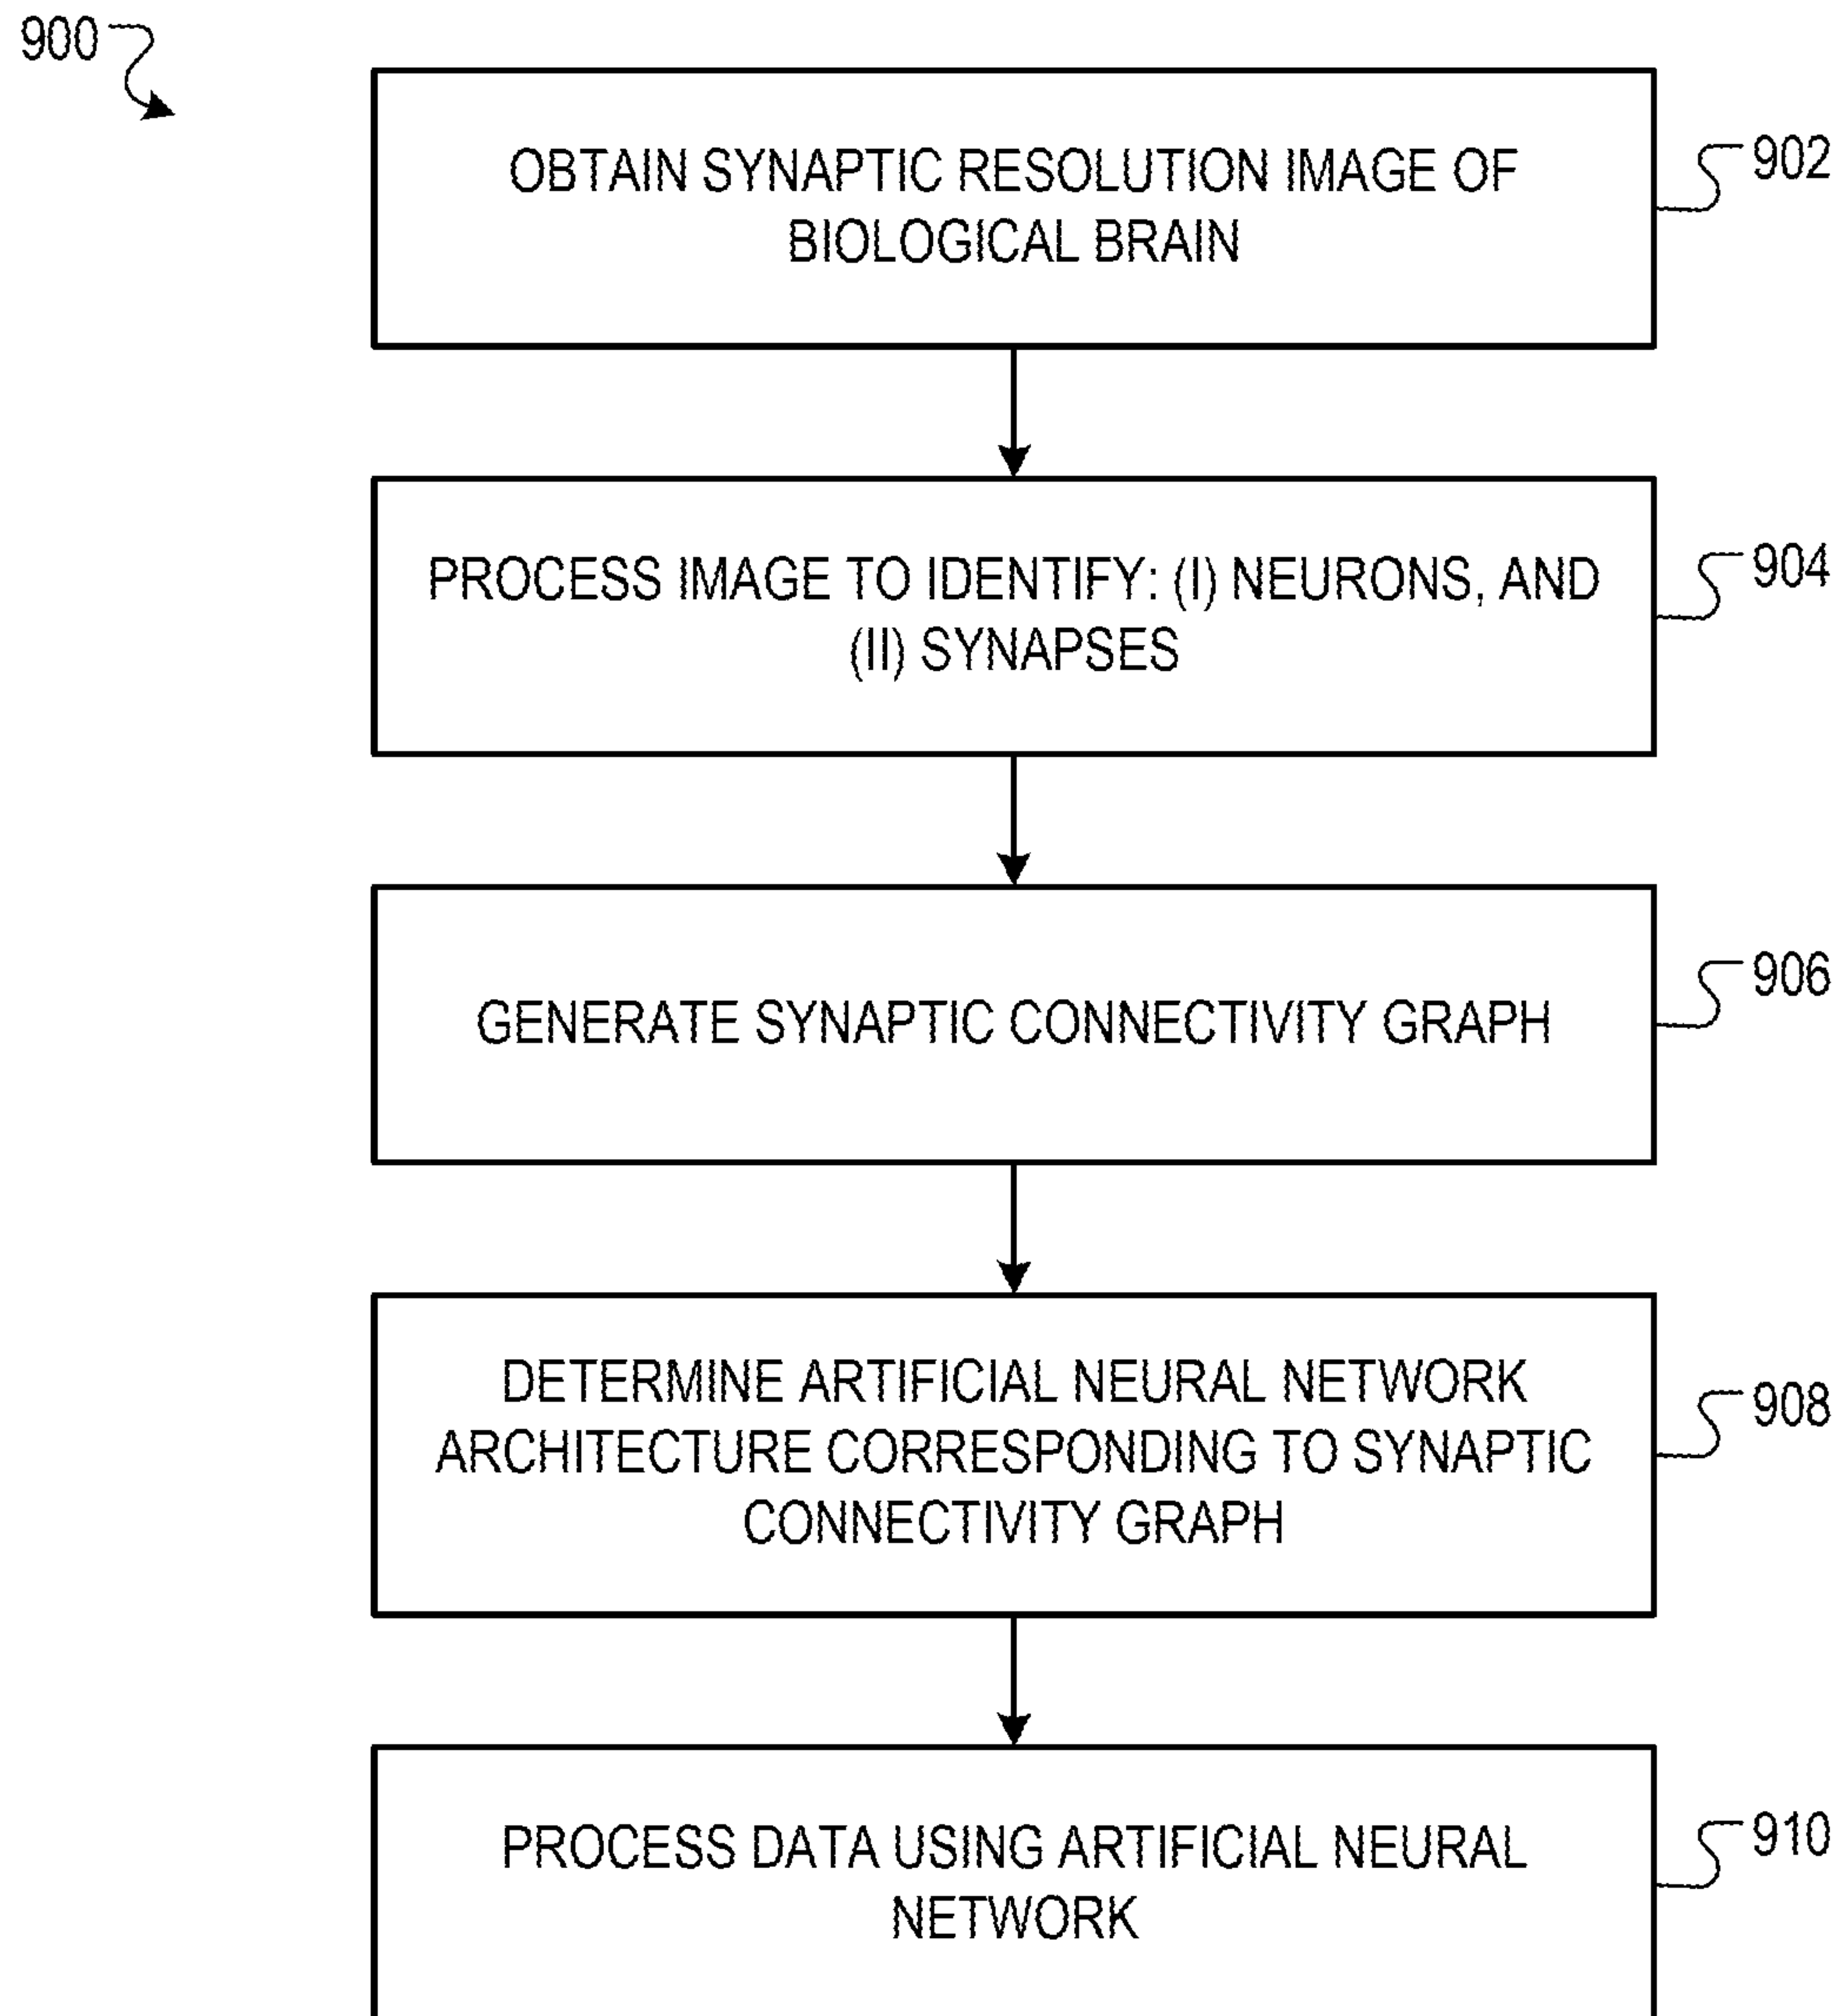 900
OBTAIN SYNAPTIC RESOLUTION IMAGE OF
BIOLOGICAL BRAIN
902
PROCESS IMAGE TO IDENTIFY: (I) NEURONS, AND
(II) SYNAPSES
904
GENERATE SYNAPTIC CONNECTIVITY GRAPH
906
DETERMINE ARTIFICIAL NEURAL NETWORK
ARCHITECTURE CORRESPONDING TO SYNAPTIC
CONNECTIVITY GRAPH
908
PROCESS DATA USING ARTIFICIAL NEURAL
NETWORK
910